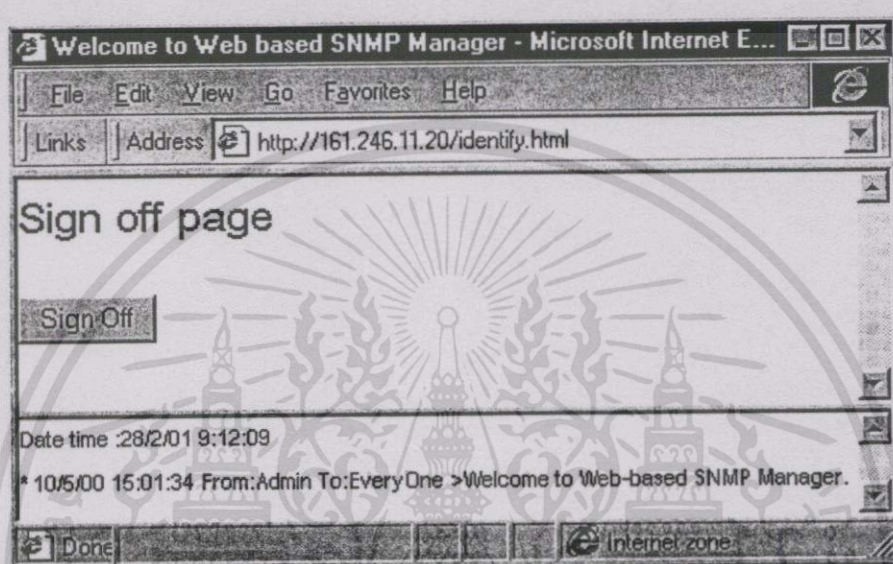 Welcome to Web based SNMP Manager - Microsoft Internet E...
File Edit View Go Favorites Help
Links Address http://161.246.11.20/identify.html
Sign off page
Sign Off
Date time :28/2/01 9:12:09
* 10/5/00 15:01:34 From:Admin To:EveryOne >Welcome to Web-based SNMP Manager.
Done Internet zone